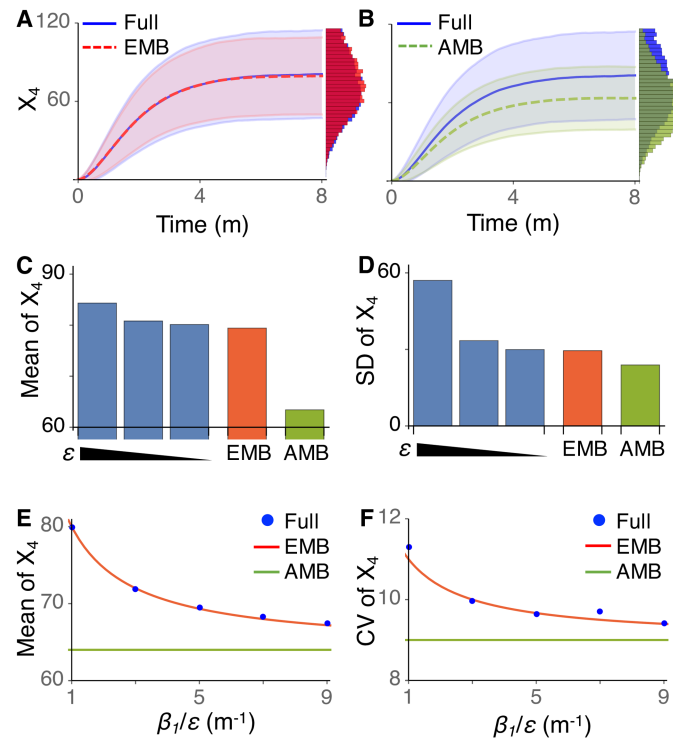 A
Full
EMB
120
60
X4
0
4
8
Time (m)
B
Full
AMB
0
4
8
Time (m)
C
90
60
Mean of X4
ε
EMB
AMB
D
60
0
SD of X4
ε
EMB
AMB
E
Full
EMB
AMB
80
70
60
Mean of X4
1
5
9
β1/ε (m-1)
F
Full
EMB
AMB
12
10
8
CV of X4
1
5
9
β1/ε (m-1)